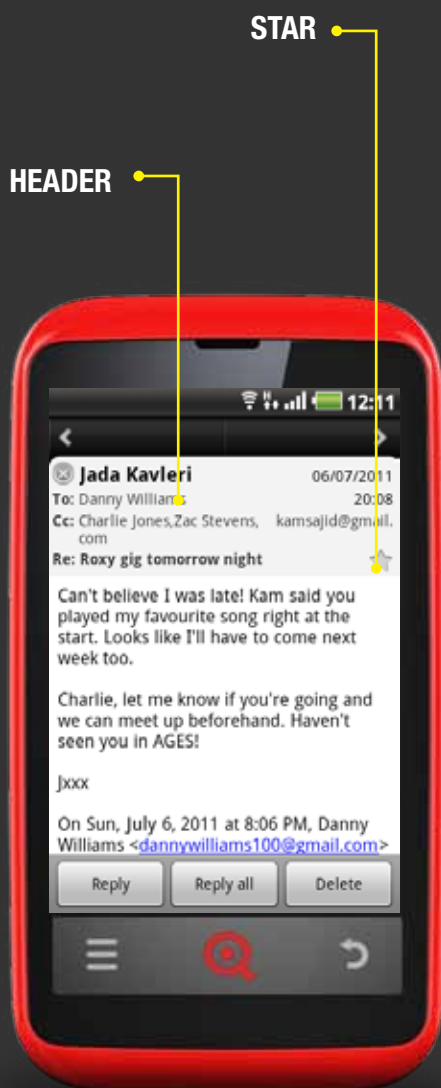 STAR
HEADER
12:11
Jada Kavleri 06/07/2011
To: Danny Williams 20:08
Cc: Charlie Jones,Zac Stevens, kamsajid@gmail.
com
Re: Roxy gig tomorrow night
Can't believe I was late! Kam said you
played my favourite song right at the
start. Looks like I'll have to come next
week too.
Charlie, let me know if you're going and
we can meet up beforehand. Haven't
seen you in AGES!
Jxxx
On Sun, July 6, 2011 at 8:06 PM, Danny
Williams <dannywilliams100@gmail.com>
Reply Reply all Delete